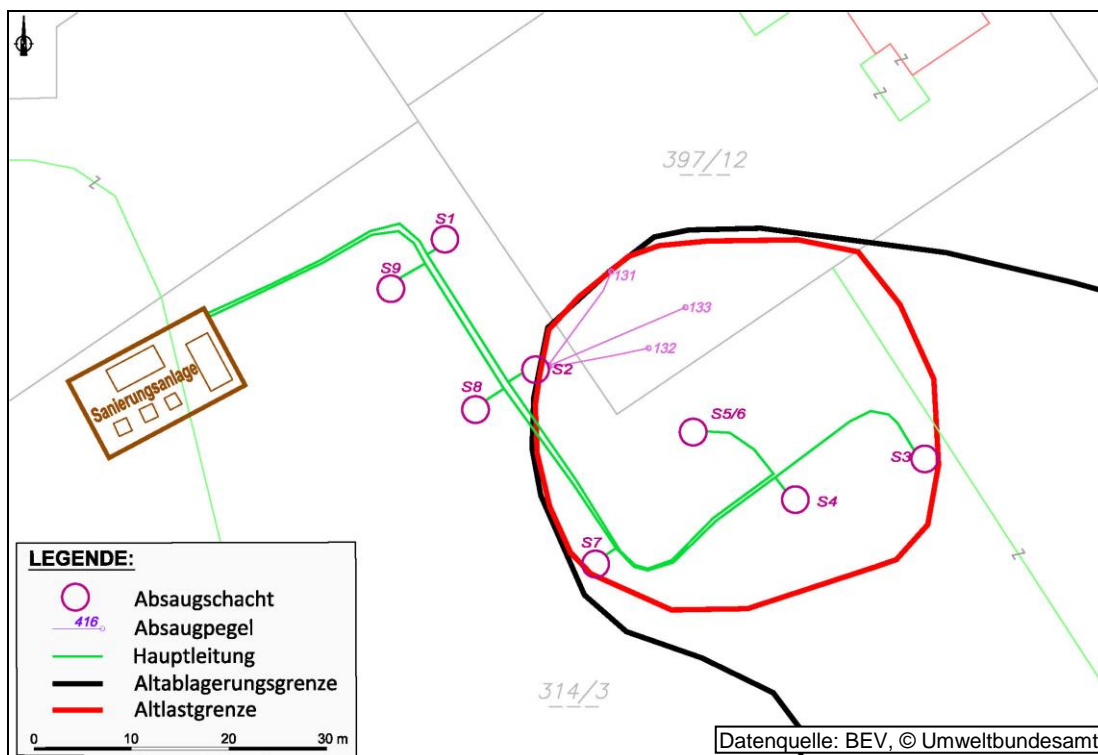 397/12
S1
S9
131
133
132
S2
S8
Sanierungsanlage
S5/6
S3
S4
S7
314/3
LEGENDE:
Absaugschacht
416 Absaugpegel
Hauptleitung
Altablagerungsgrenze
Altlastgrenze
0 10 20 30 m
Datenquelle: BEV, © Umweltbundesamt